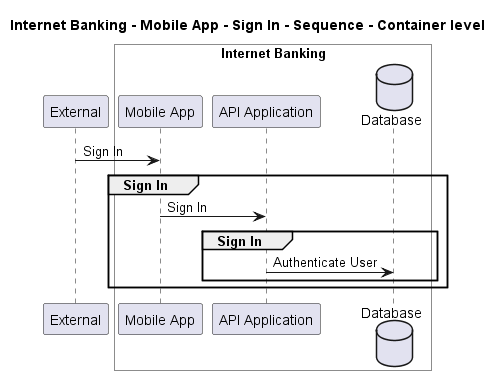 Internet Banking - Mobile App - Sign In - Sequence - Container level
Internet Banking
External
Mobile App
API Application
Database
Sign In
Sign In
Sign In
Sign In
Authenticate User
External
Mobile App
API Application
Database